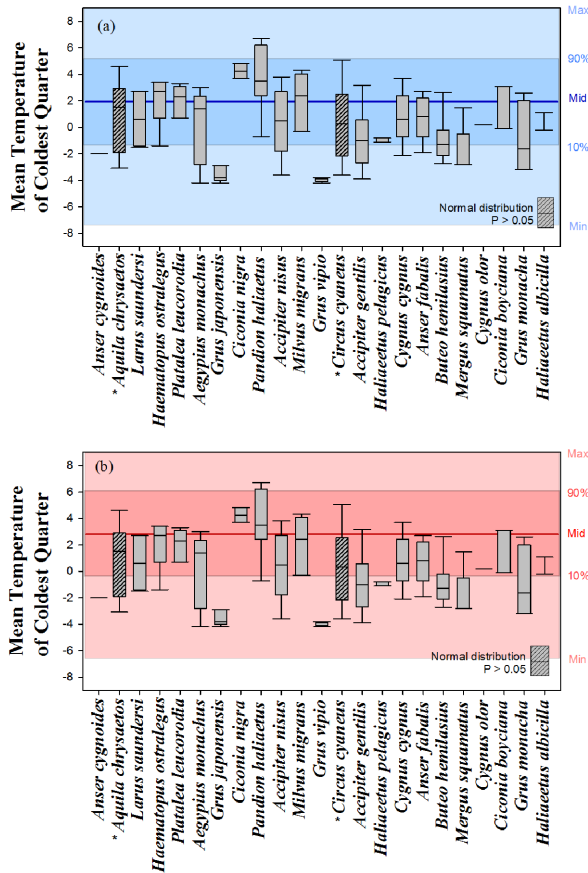 (a)
Max
8
90%
6
4
Mid
2
0
10%
-2
-4
-6
Min
-8
Mean Temperature
of Coldest Quarter
Normal distribution
P > 0.05
Anser cygnoides
* Aquila chrysaetos
Larus saundersi
Haematopus ostralegus
Platalea leucorodia
Aegypius monachus
Grus japonensis
Ciconia nigra
Pandion haliaetus
Accipiter nisus
Milvus migrans
Grus vipio
* Circus cyaneus
Accipiter gentilis
Haliaeetus pelagicus
Cygnus cygnus
Anser fabalis
Buteo hemilasius
Mergus squamatus
Cygnus olor
Ciconia boyciana
Grus monacha
Haliaeetus albicilla
(b)
Max
8
90%
6
4
Mid
2
0
10%
-2
-4
-6
Min
-8
Mean Temperature
of Coldest Quarter
Normal distribution
P > 0.05
Anser cygnoides
* Aquila chrysaetos
Larus saundersi
Haematopus ostralegus
Platalea leucorodia
Aegypius monachus
Grus japonensis
Ciconia nigra
Pandion haliaetus
Accipiter nisus
Milvus migrans
Grus vipio
* Circus cyaneus
Accipiter gentilis
Haliaeetus pelagicus
Cygnus cygnus
Anser fabalis
Buteo hemilasius
Mergus squamatus
Cygnus olor
Ciconia boyciana
Grus monacha
Haliaeetus albicilla